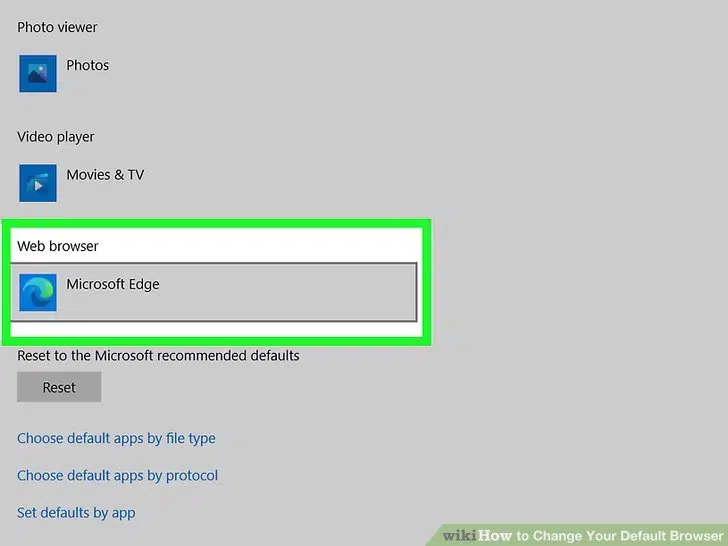 Photo viewer
Photos
Video player
Movies & TV
Web browser
Microsoft Edge
Reset to the Microsoft recommended defaults
Reset
Choose default apps by file type
Choose default apps by protocol
Set defaults by app
wikiHow to Change Your Default Browser